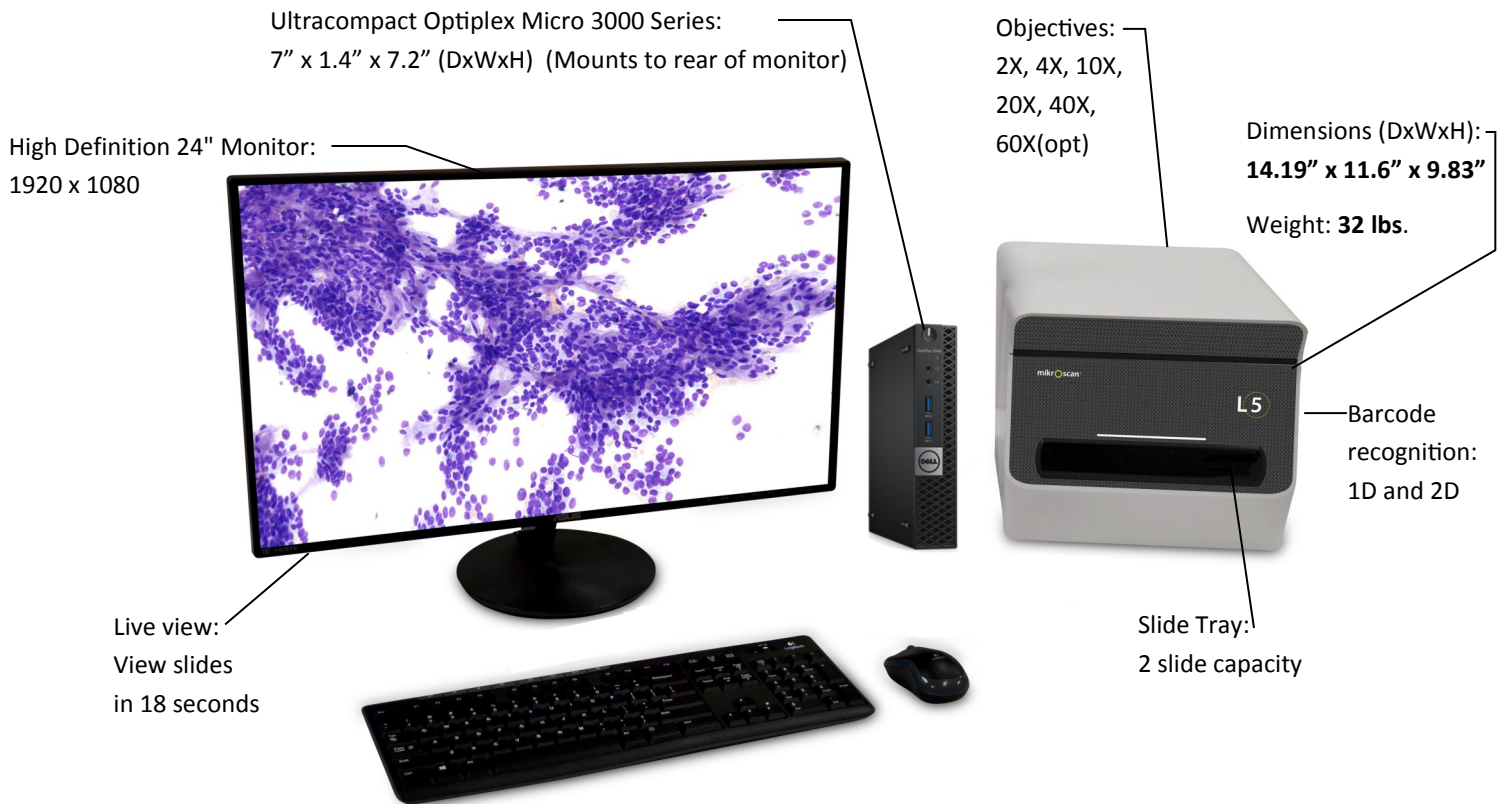 Ultracompact Optiplex Micro 3000 Series:
7” x 1.4” x 7.2” (DxWxH) (Mounts to rear of monitor)
Objectives:
2X, 4X, 10X,
20X, 40X,
60X(opt)
High Definition 24" Monitor:
1920 x 1080
Dimensions (DxWxH):
14.19” x 11.6” x 9.83”
Weight: 32 lbs.
mikroscan
L5
DELL
Barcode
recognition:
1D and 2D
Live view:
View slides
in 18 seconds
Slide Tray:
2 slide capacity
Logitech